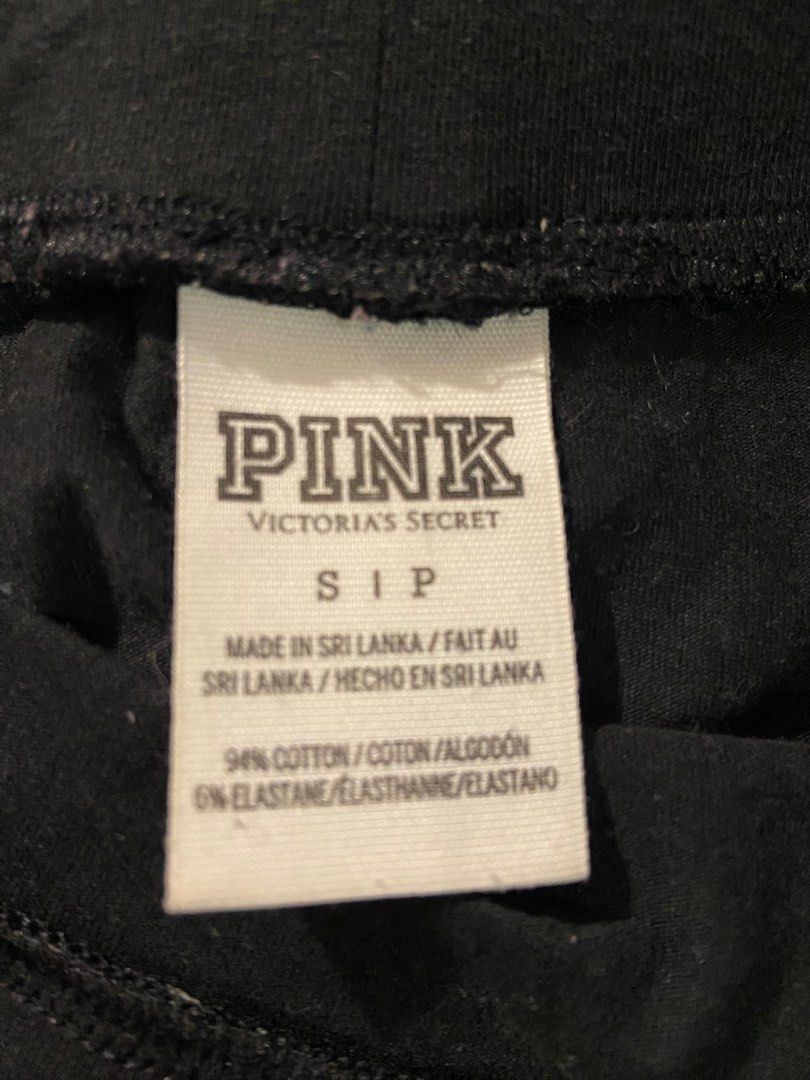 PINK
VICTORIA'S SECRET
S | P
MADE IN SRI LANKA / FAIT AU
SRI LANKA / HECHO EN SRI LANKA
94% COTTON / COTON / ALGODÓN
6% ELASTANE/ÉLASTHANNE/ELASTANO